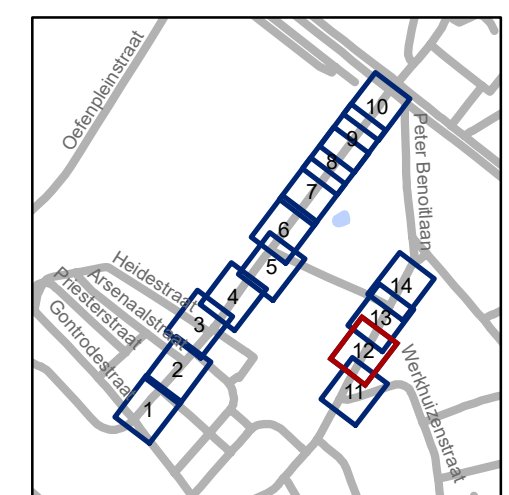 Oefenpleinstraat
10
Peter Benoitlaan
9
8
7
6
5
Heidestraat
Arsenaalstraat
Priesterstraat
Gontrodestraat
4
3
2
1
14
13
12
11
Werkhuizenstraat